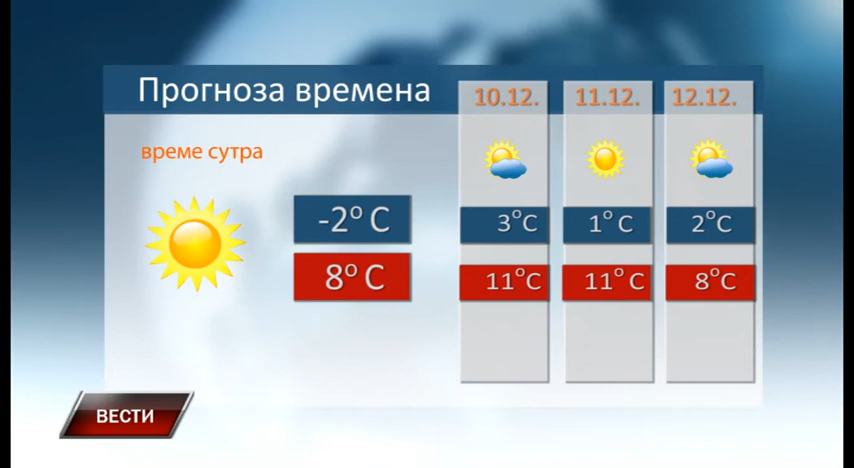 Прогноза времена
време сутра
-2° C
8° C
10.12.
11.12.
12.12.
3°C
1° C
2°C
11°C
11° C
8°C
ВЕСТИ